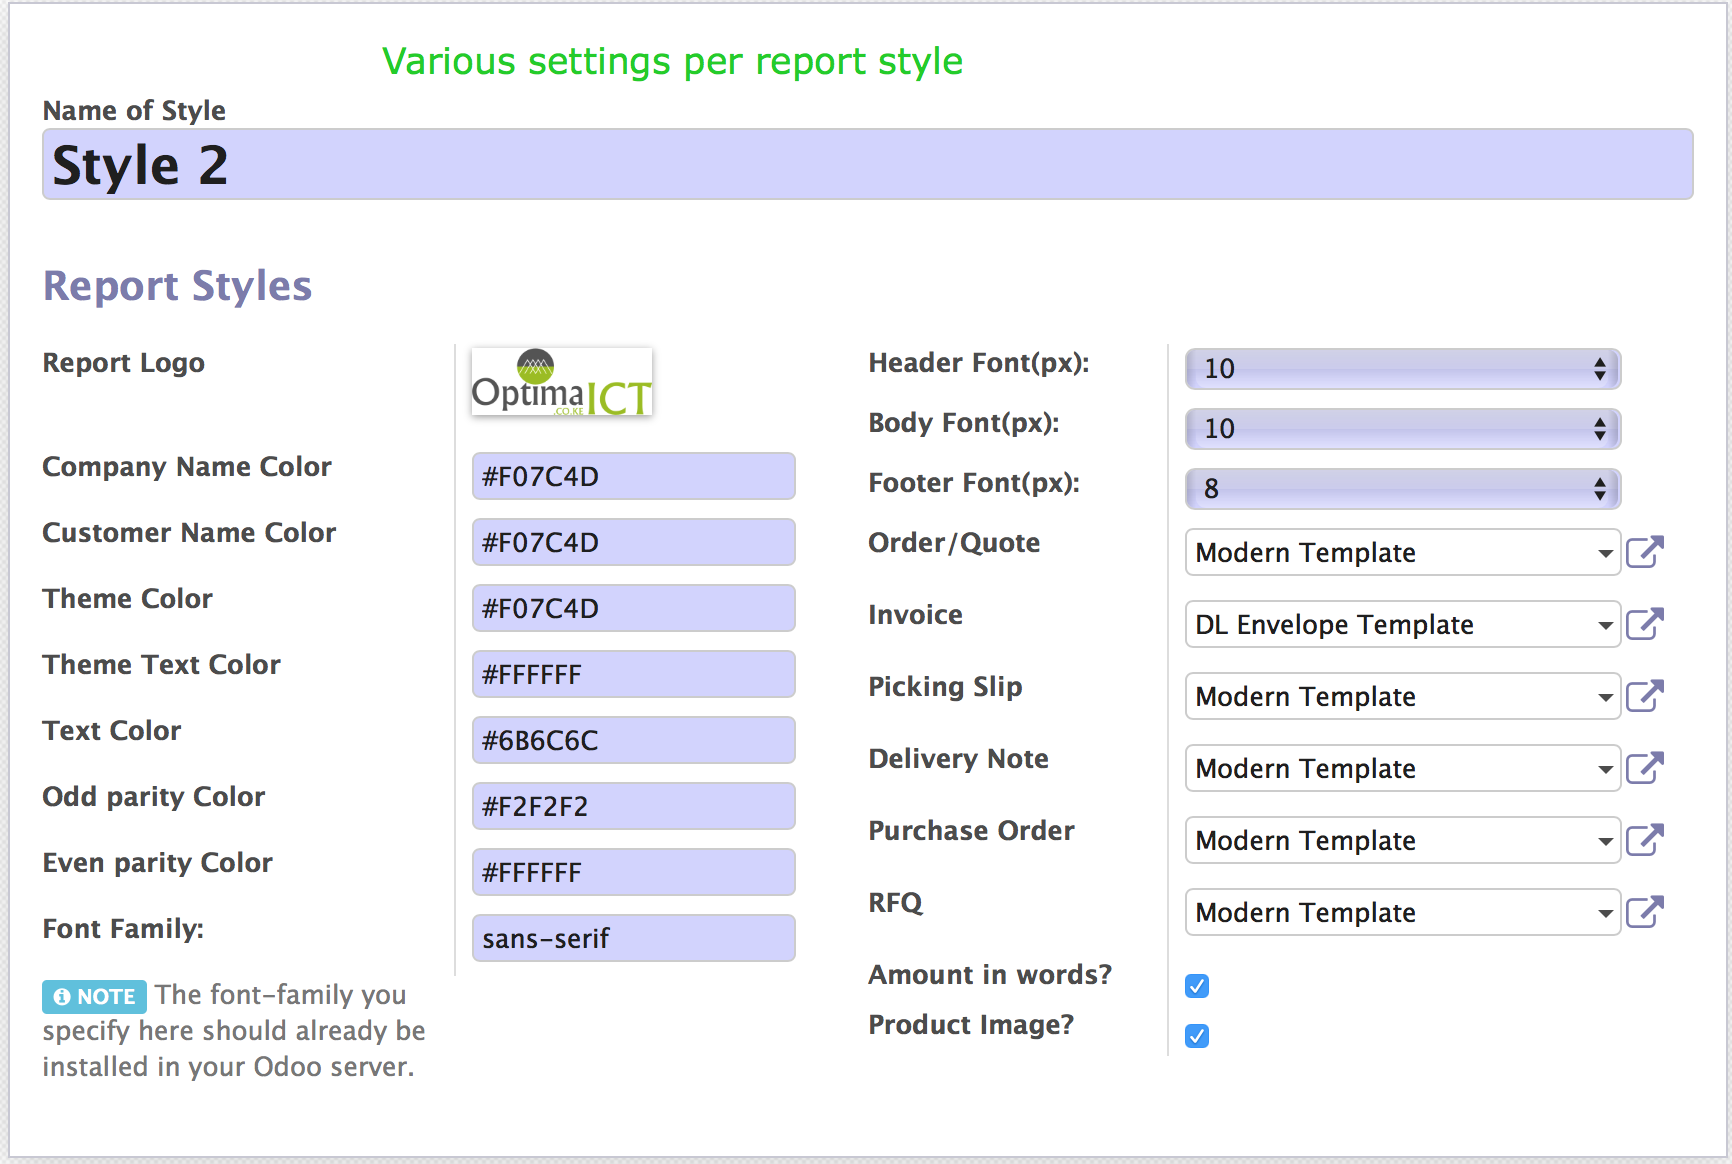 Various settings per report style
Name of Style
Style 2
Report Styles
Report Logo
Optima ICT
.CO.KE
Company Name Color
#F07C4D
Customer Name Color
#F07C4D
Theme Color
#F07C4D
Theme Text Color
#FFFFFF
Text Color
#6B6C6C
Odd parity Color
#F2F2F2
Even parity Color
#FFFFFF
Font Family:
sans-serif
NOTE The font-family you
specify here should already be
installed in your Odoo server.
Header Font(px):
10
Body Font(px):
10
Footer Font(px):
8
Order/Quote
Modern Template
Invoice
DL Envelope Template
Picking Slip
Modern Template
Delivery Note
Modern Template
Purchase Order
Modern Template
RFQ
Modern Template
Amount in words?
Product Image?